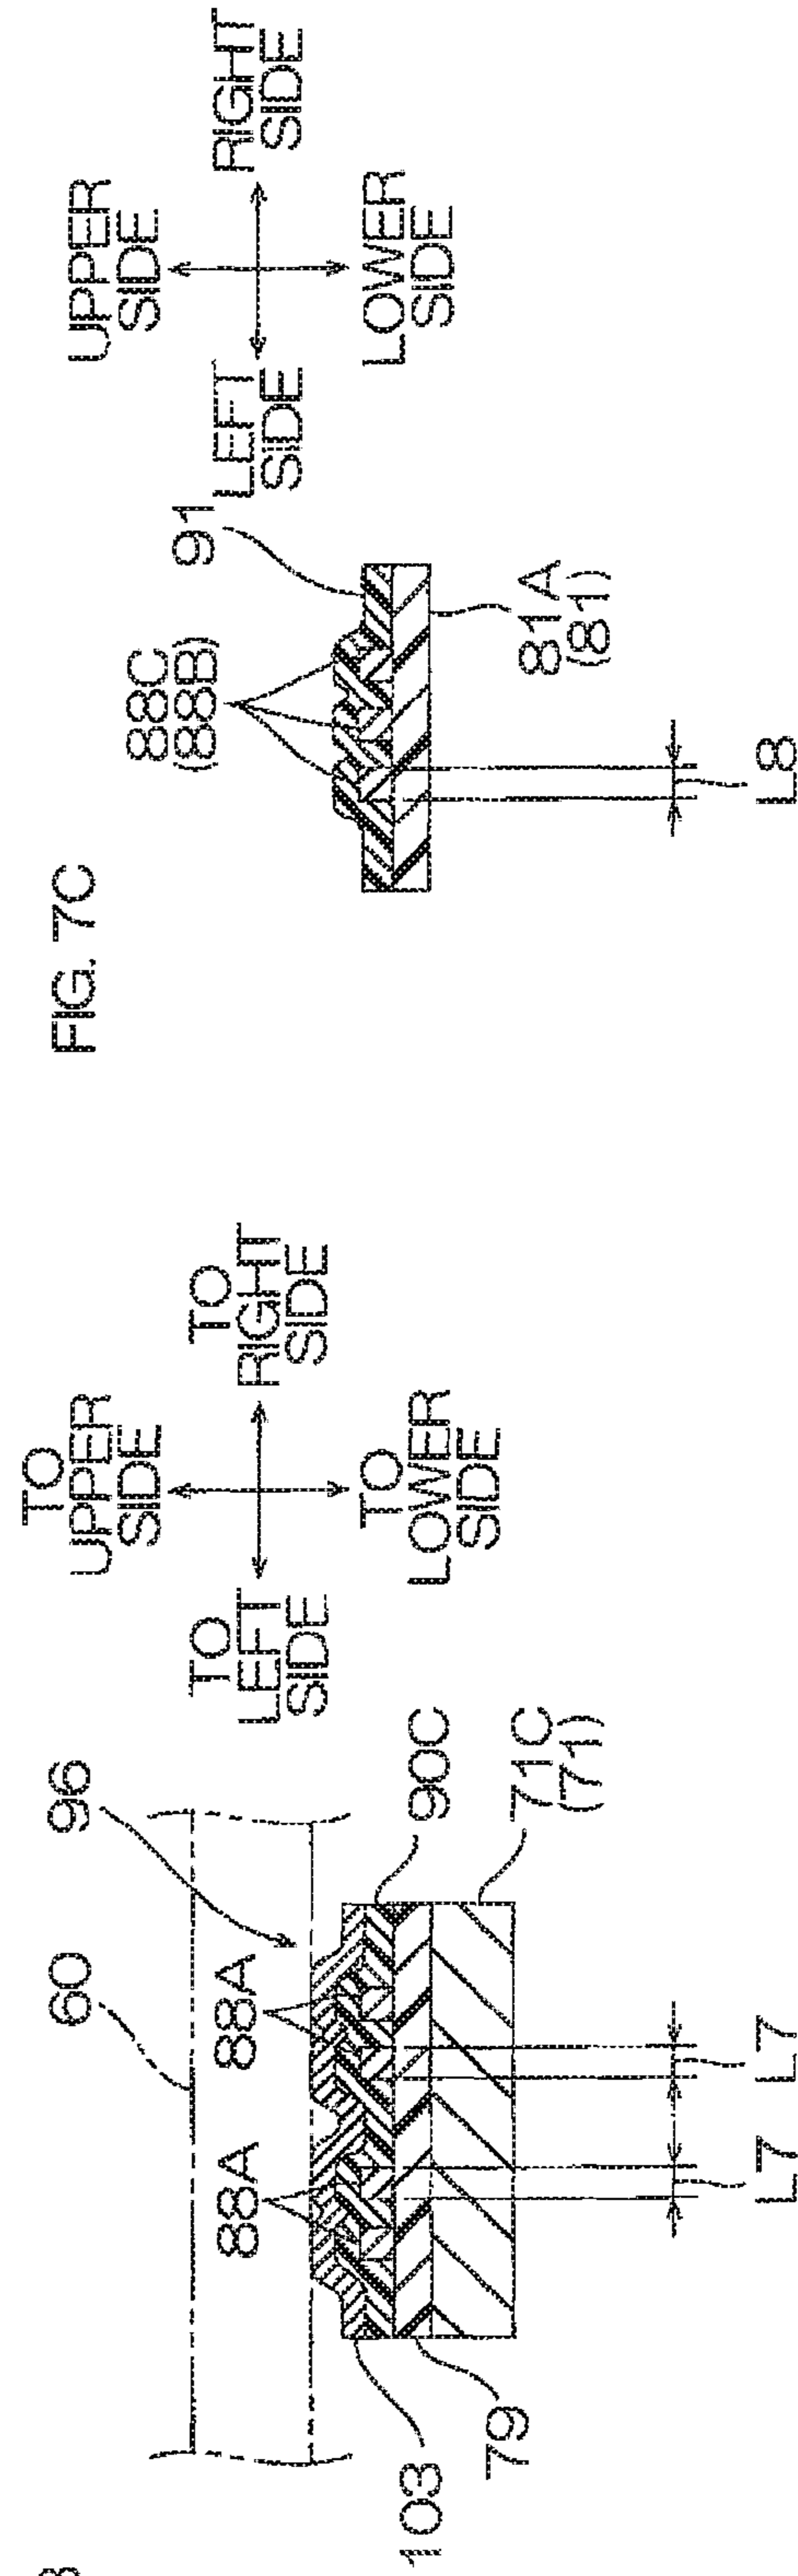 FIG. 7C
88C
(88B)
91
UPPER
SIDE
LEFT
SIDE
RIGHT
SIDE
LOWER
SIDE
81A
(81)
L8
60
96
88A
88A
TO
UPPER
SIDE
TO
LEFT
SIDE
TO
RIGHT
SIDE
TO
LOWER
SIDE
90C
71C
(71)
103
79
L7
L7